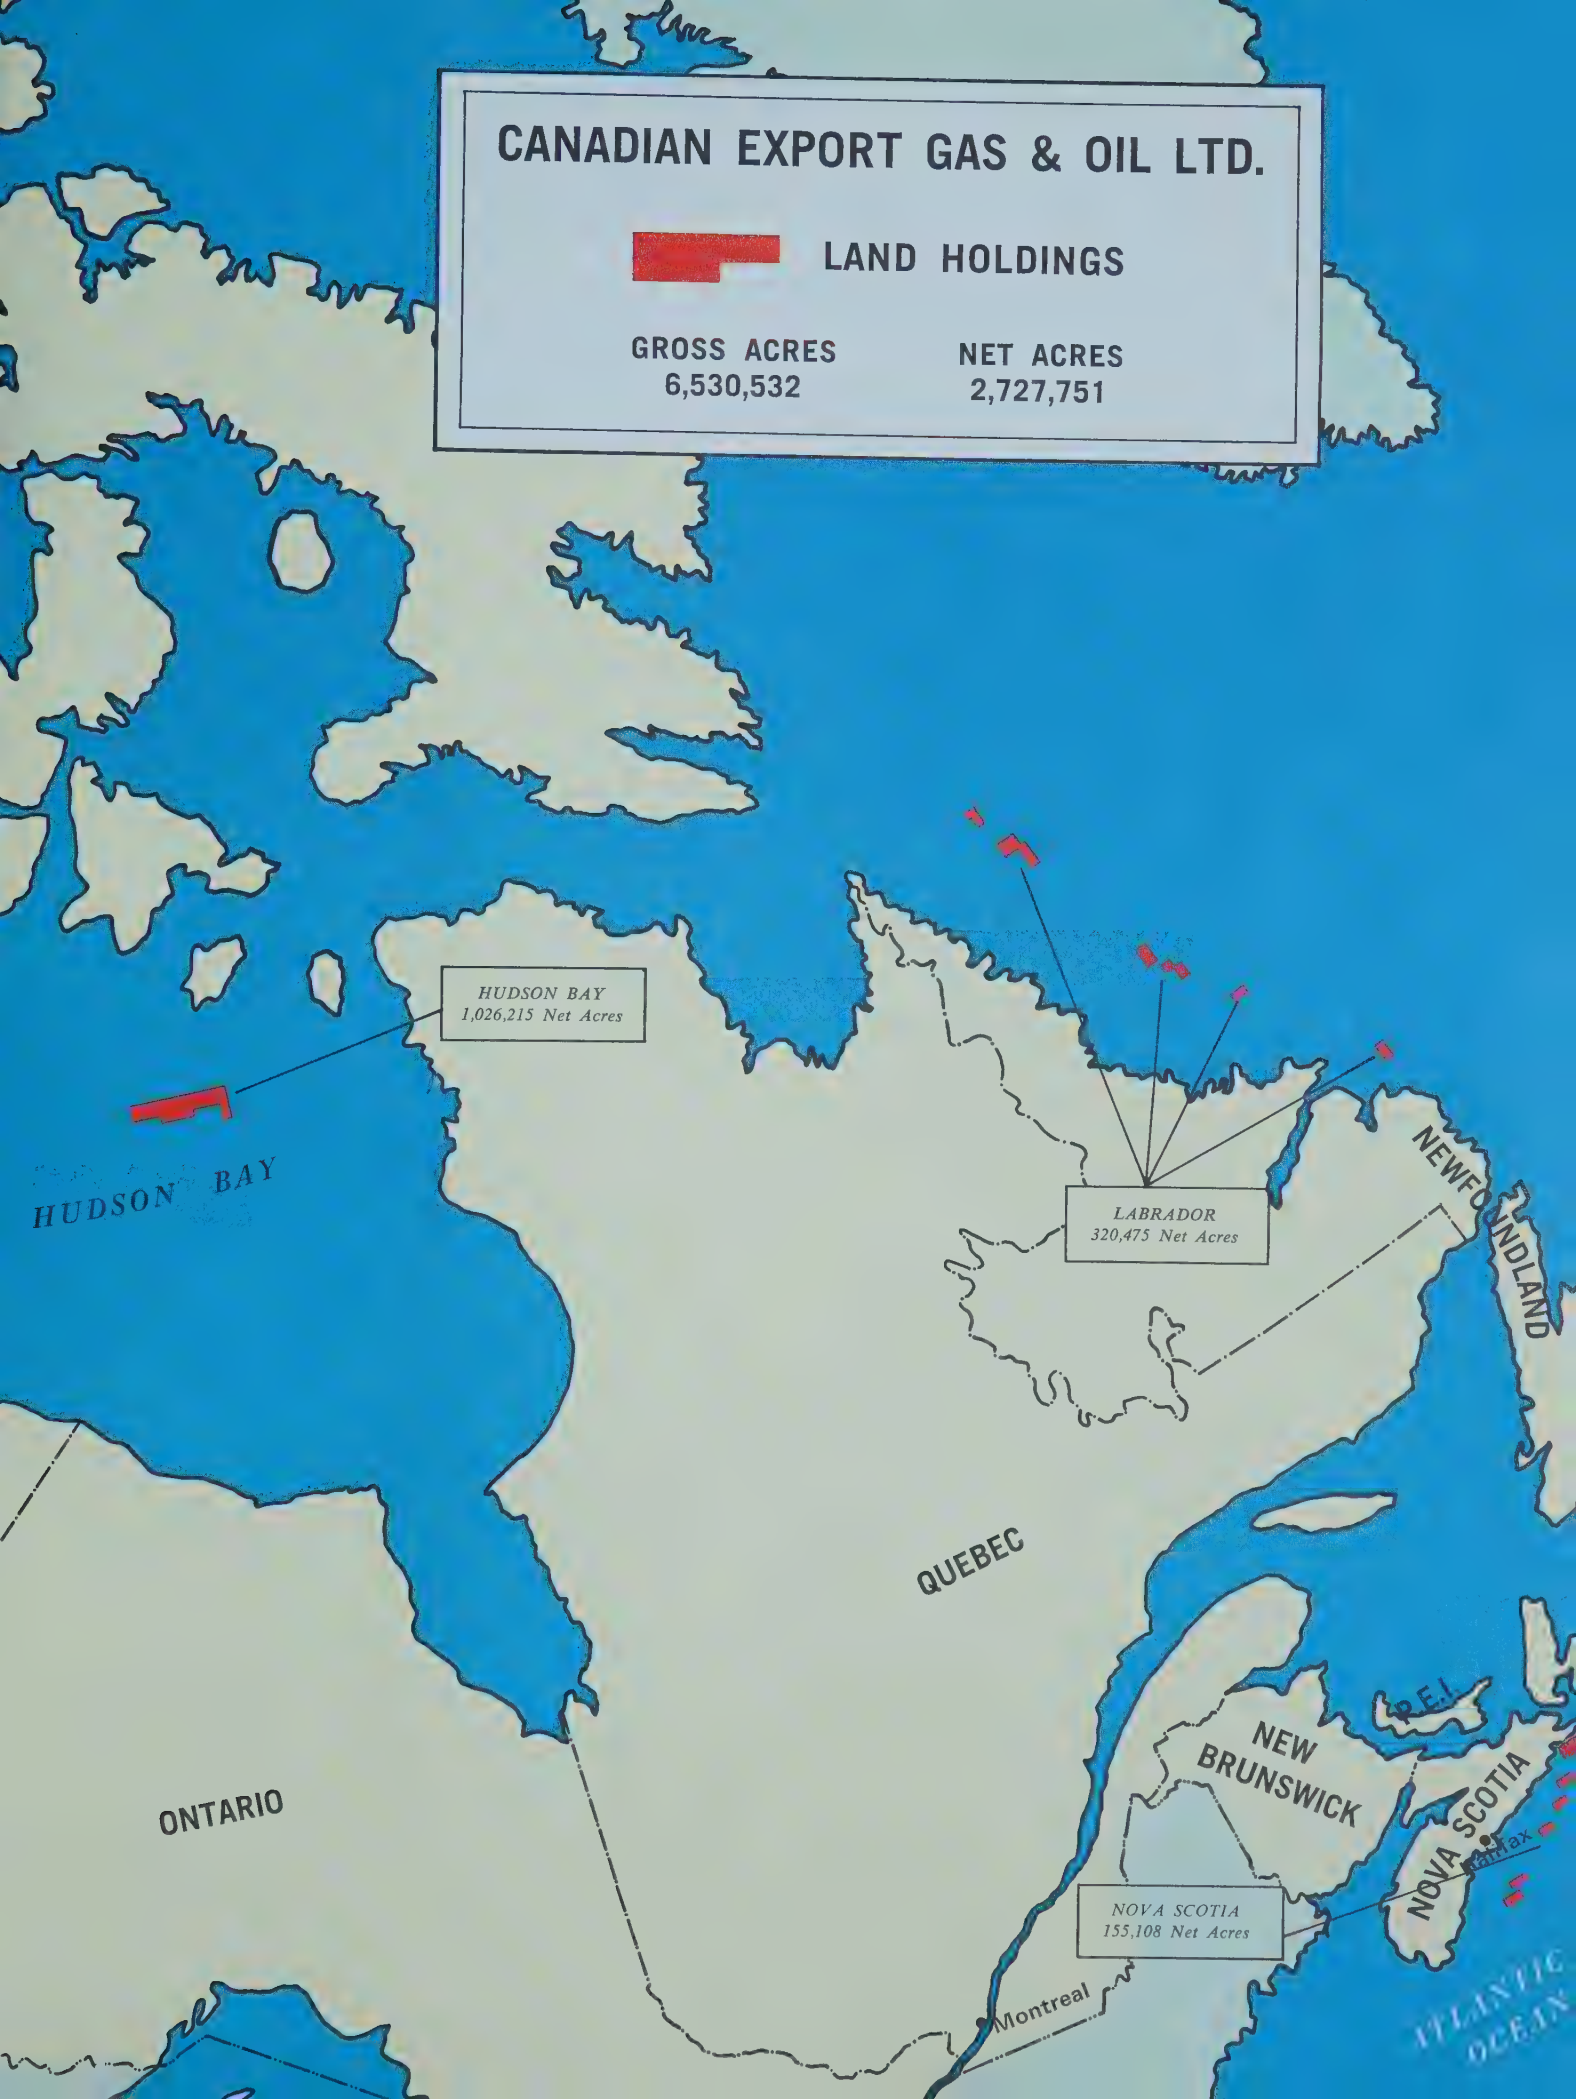 CANADIAN EXPORT GAS & OIL LTD.
LAND HOLDINGS
GROSS ACRES
6,530,532
NET ACRES
2,727,751
HUDSON BAY
1,026,215 Net Acres
HUDSON BAY
NEWFOUNDLAND
LABRADOR
320,475 Net Acres
QUEBEC
P.E.I.
NEW
BRUNSWICK
ONTARIO
NOVA SCOTIA
Halifax
NOVA SCOTIA
155,108 Net Acres
Montreal
ATLANTIC
OCEAN